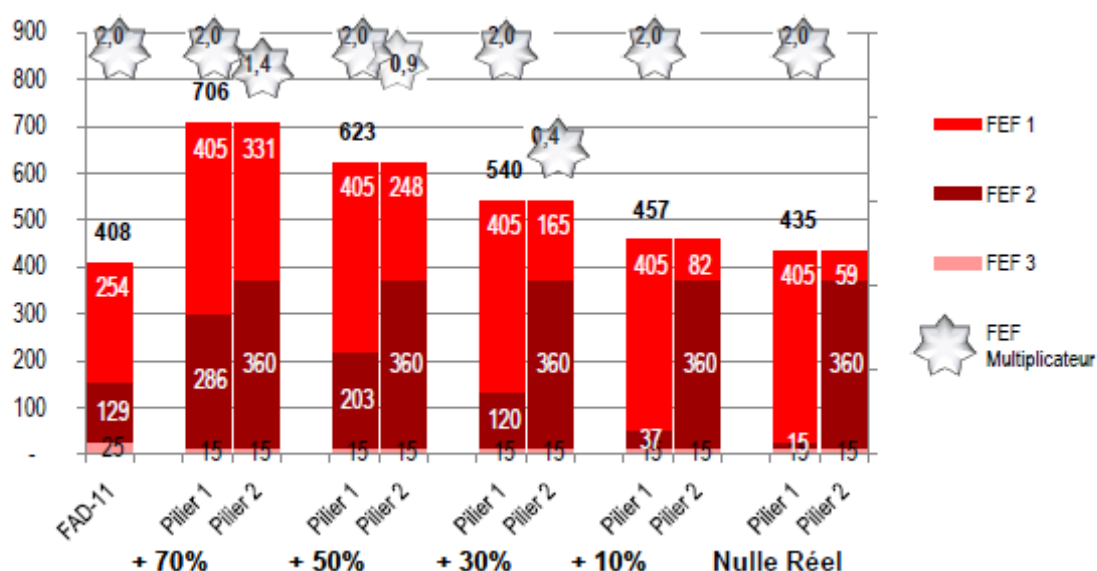 900
800
700
600
500
400
300
200
100
-
2,0 2,0 2,0 2,0 2,0 2,0
1,4 0,9
0,4
706
623
540
457
435
408
405 331 405 248 405 165 405 82 405 59
254
286 360 203 360 120 360 37 360 15 360
129
25 15 15 15 15 15 15 15 15 15
FAD-11 Pilier 1 Pilier 2 Pilier 1 Pilier 2 Pilier 1 Pilier 2 Pilier 1 Pilier 2 Pilier 1 Pilier 2
+ 70% + 50% + 30% + 10% Nulle Réel
FEF 1
FEF 2
FEF 3
FEF
Multiplicateur